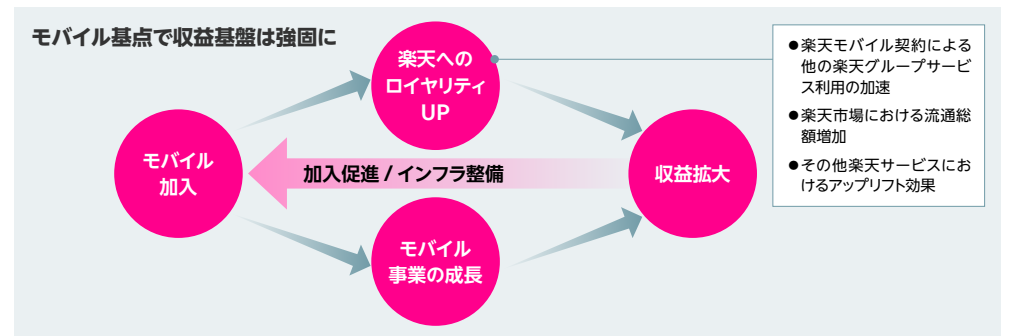 モバイル基点で収益基盤は強固に
楽天への
ロイヤリティ
UP
●楽天モバイル契約による
他の楽天グループサービ
ス利用の加速
●楽天市場における流通総
額増加
●その他楽天サービスにお
けるアップリフト効果
モバイル
加入
加入促進 / インフラ整備
収益拡大
モバイル
事業の成長